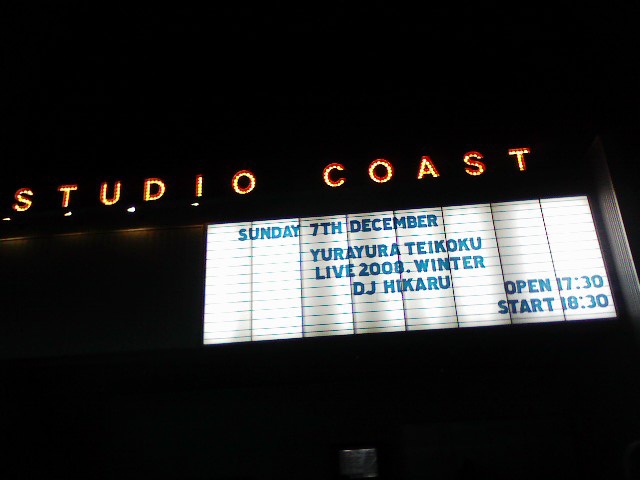 STUDIO COAST
SUNDAY 7TH DECEMBER
YURAYURA TEIKOKU
LIVE 2008. WINTER
DJ HIKARU
OPEN 17:30
START 18:30